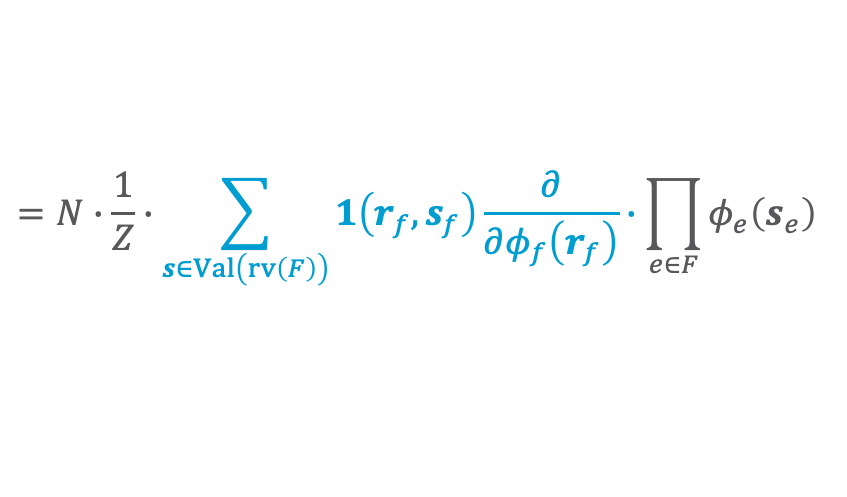 = N · 1/Z · ∑_{s∈Val(rv(F))} 1(r_f, s_f) ∂/∂ϕ_f(r_f) · ∏_{e∈F} ϕ_e(s_e)